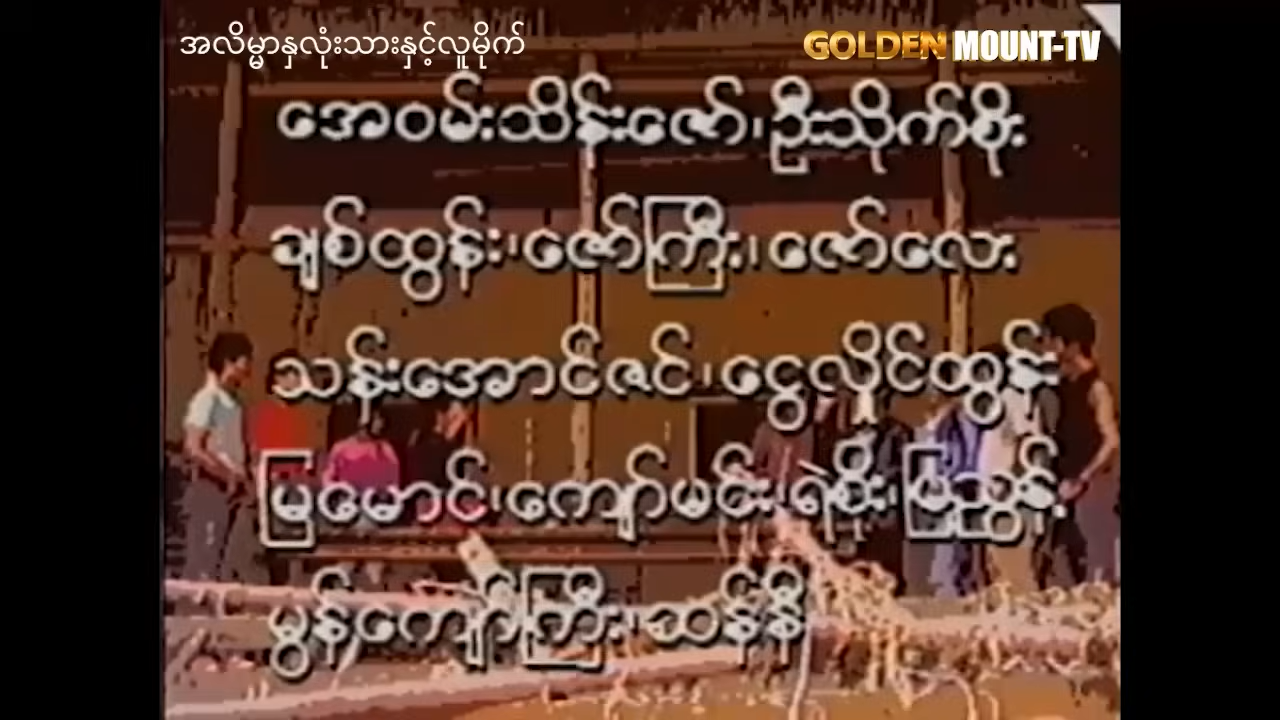 အလိမ္မာနှလုံးသားနှင့်လူမိုက်
GOLDEN MOUNT-TV
အေဝမ်းသိန်းဇော်၊ဦးသိုက်စိုး
ချစ်ထွန်း၊ဇော်ကြီး၊ဇော်လေး
သန်းအောင်ဇင်၊ငွေလှိုင်ထွန်း
မြမောင်၊ကျော်မင်း၊ရဲစိုး၊မြညွန့်
မွန်ကျော်ကြီး၊ဆန်နီ